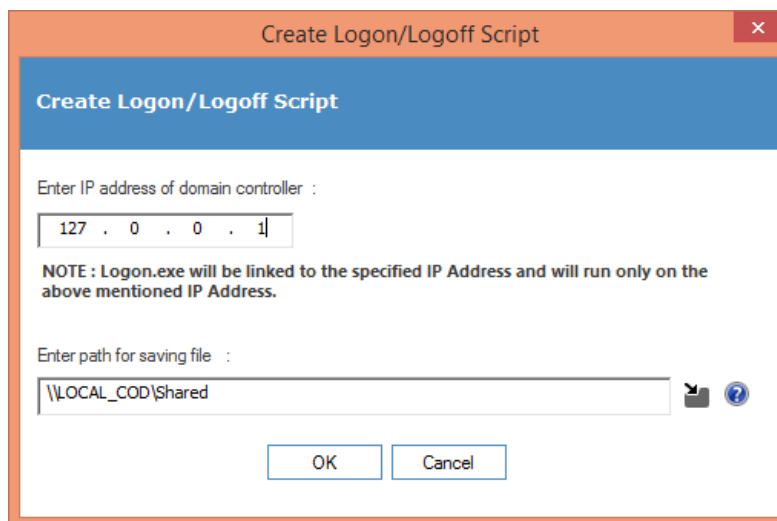 Create Logon/Logoff Script
Create Logon/Logoff Script
Enter IP address of domain controller :
127 . 0 . 0 . 1
NOTE : Logon.exe will be linked to the specified IP Address and will run only on the
above mentioned IP Address.
Enter path for saving file :
\\LOCAL_COD\Shared
OK Cancel